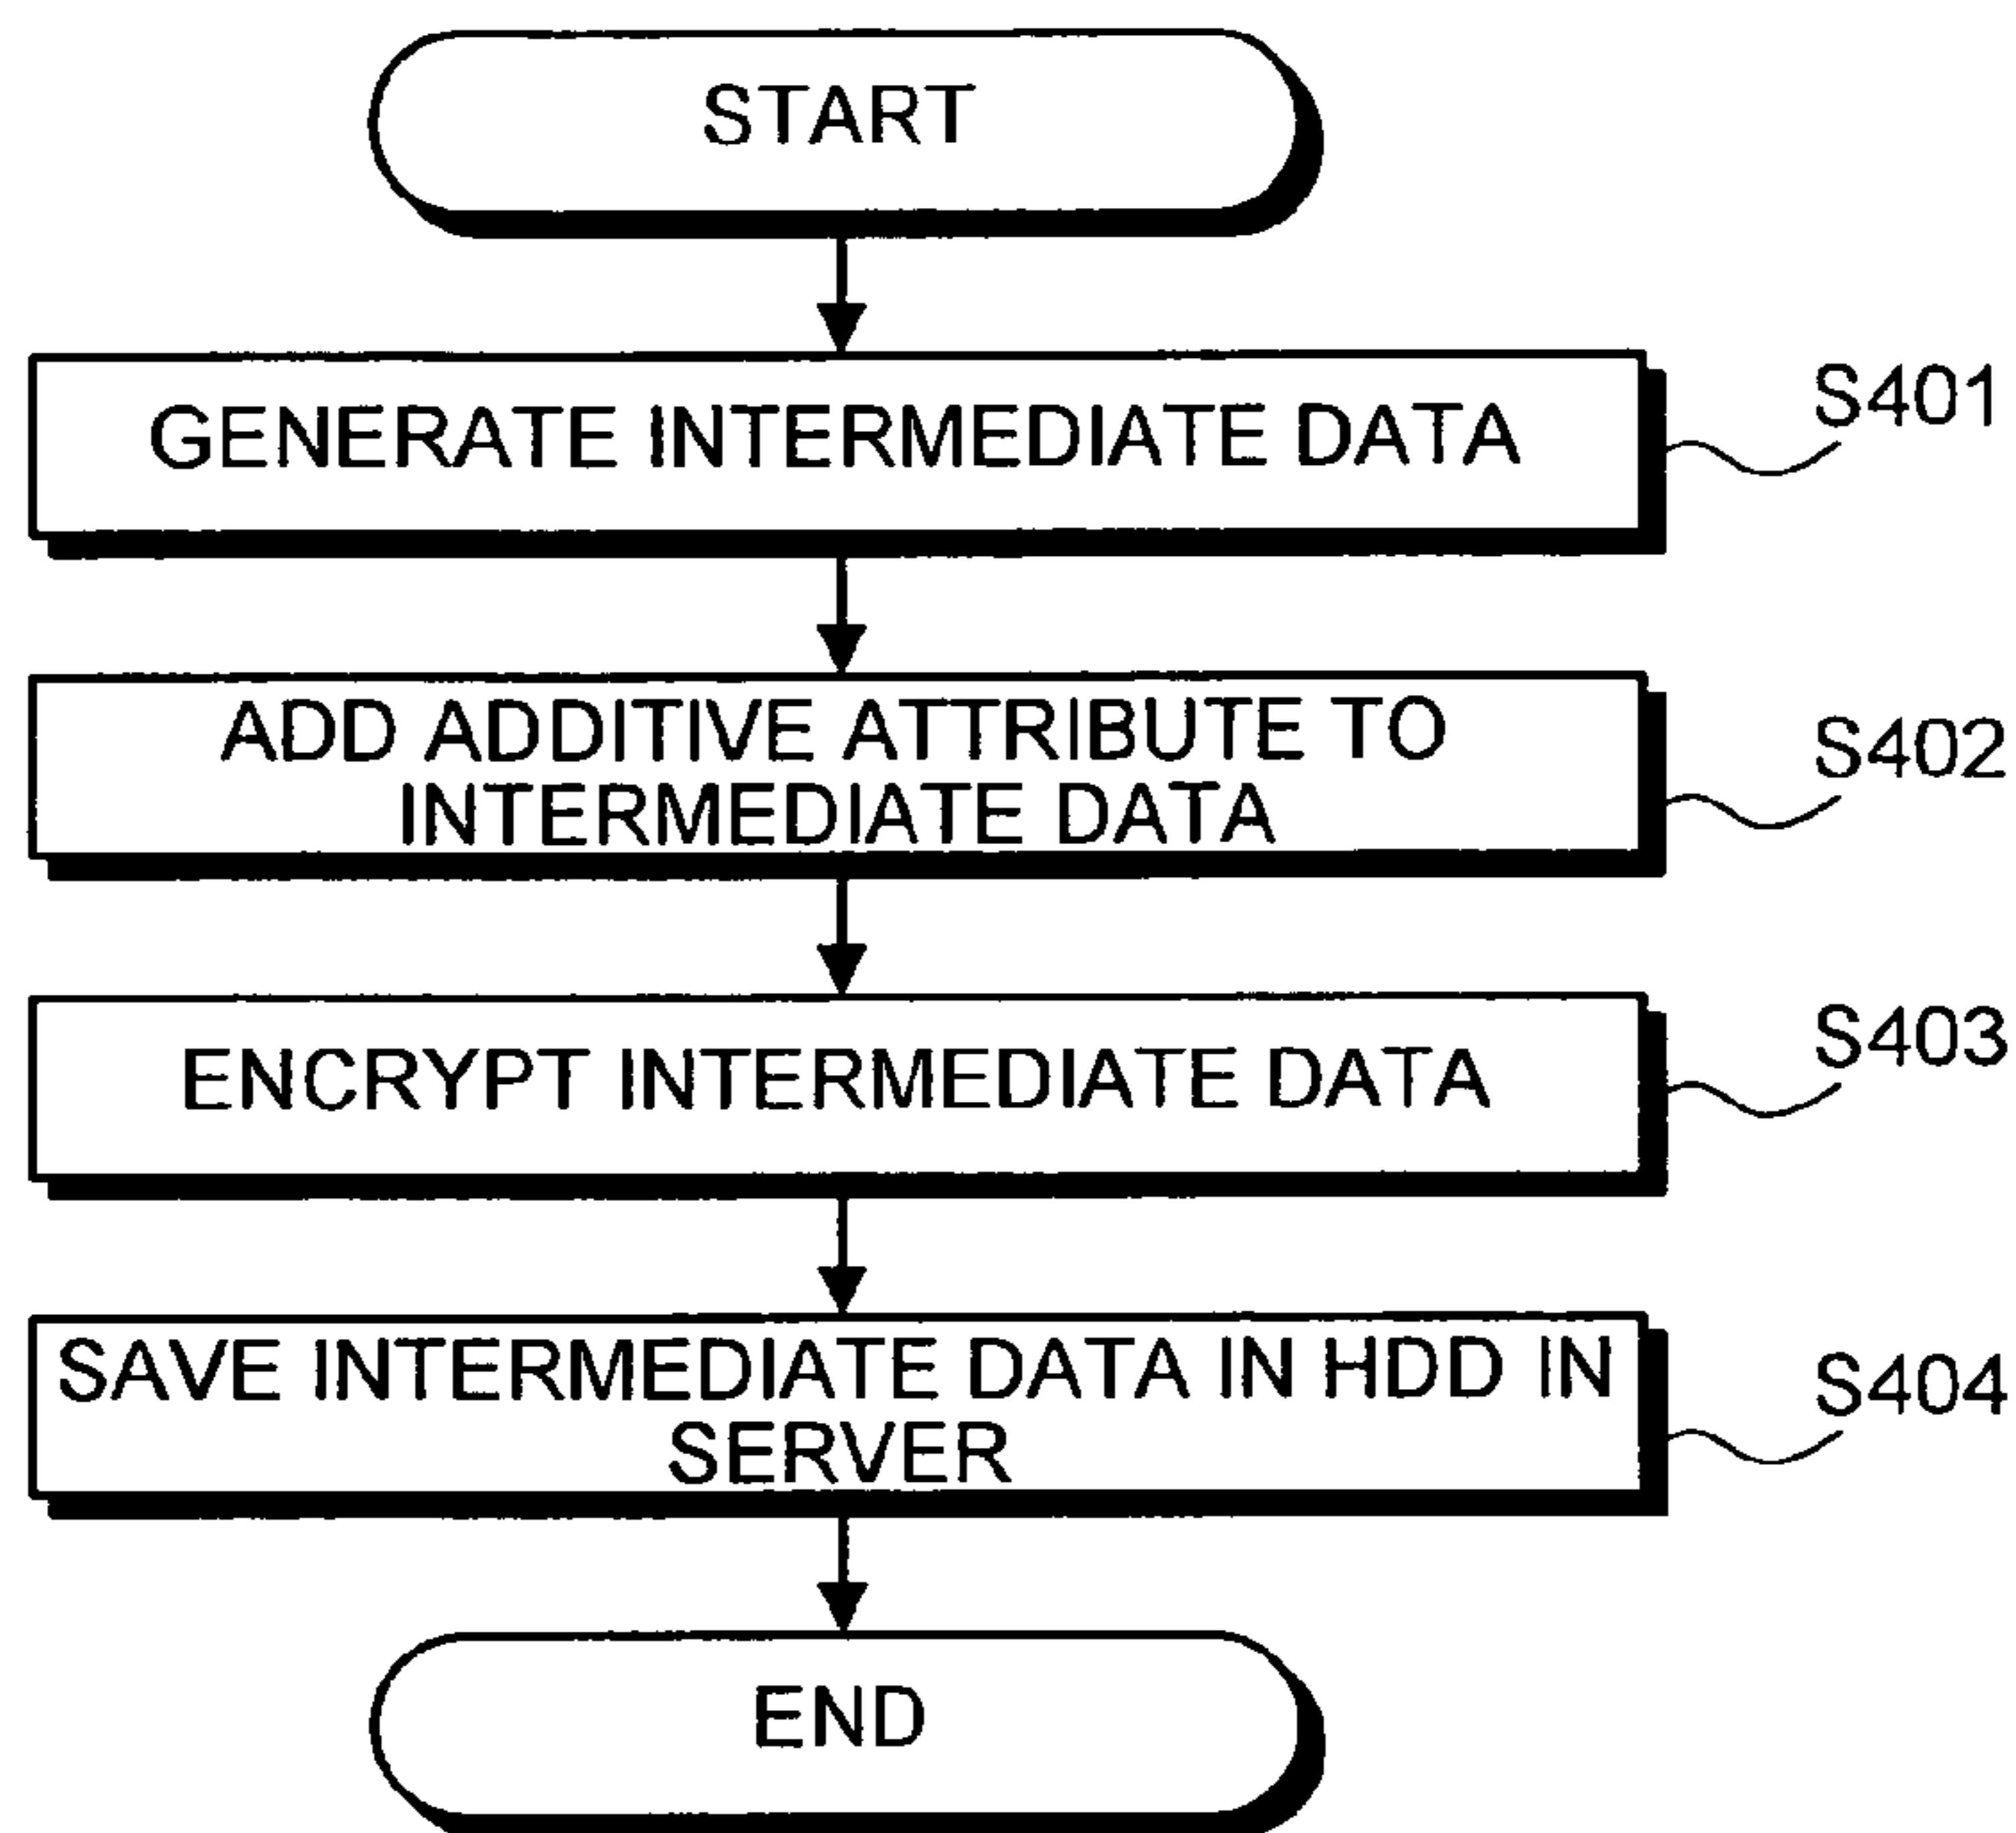 START
GENERATE INTERMEDIATE DATA
S401
ADD ADDITIVE ATTRIBUTE TO
INTERMEDIATE DATA
S402
ENCRYPT INTERMEDIATE DATA
S403
SAVE INTERMEDIATE DATA IN HDD IN
SERVER
S404
END